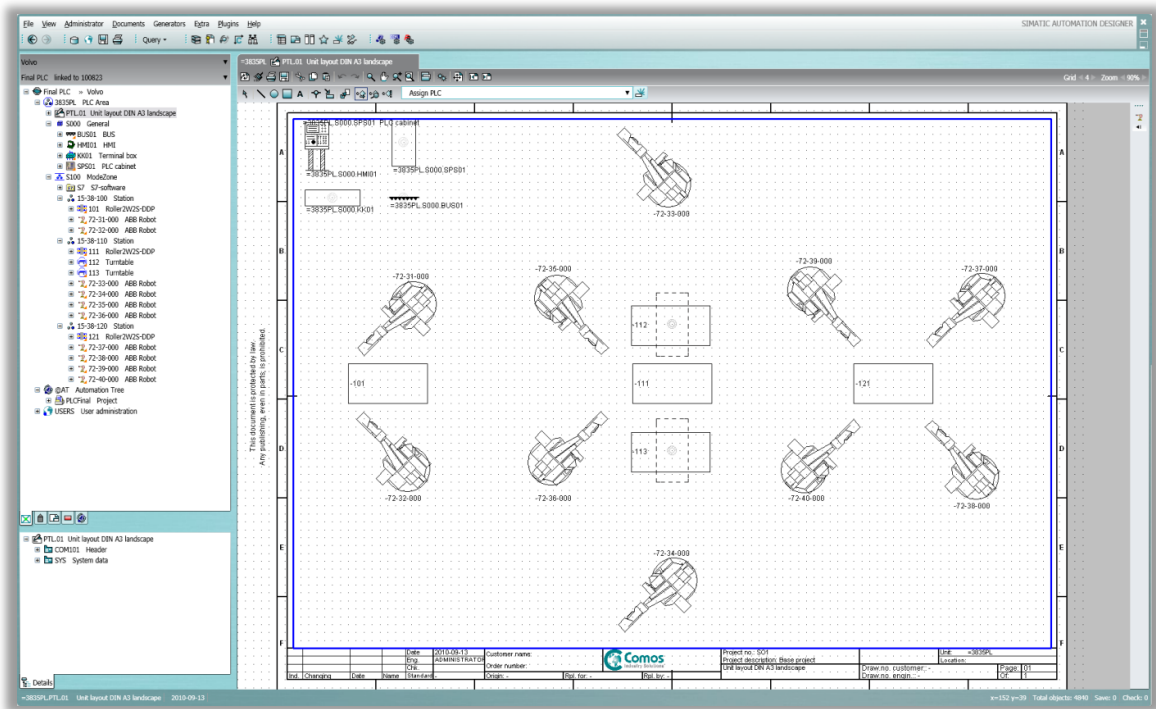 File View Administrator Documents Generators Extra Plugins Help
SIMATIC AUTOMATION DESIGNER
Query
Volvo
=3835PL PTL.01 Unit layout DIN A3 landscape
Final PLC linked to 100823
Grid < 4 > Zoom < 90% >
Assign PLC
Final PLC » Volvo
3835PL PLC Area
PTL.01 Unit layout DIN A3 landscape
S000 General
BUS01 BUS
HMI01 HMI
KK01 Terminal box
SPS01 PLC cabinet
S100 ModeZone
S7 S7-software
15-38-100 Station
101 Roller2W2S-DDP
72-31-000 ABB Robot
72-32-000 ABB Robot
15-38-110 Station
111 Roller2W2S-DDP
112 Turntable
113 Turntable
72-33-000 ABB Robot
72-34-000 ABB Robot
72-35-000 ABB Robot
72-36-000 ABB Robot
15-38-120 Station
121 Roller2W2S-DDP
72-37-000 ABB Robot
72-38-000 ABB Robot
72-39-000 ABB Robot
72-40-000 ABB Robot
@AT Automation Tree
PLCFinal Project
USERS User administration
PTL.01 Unit layout DIN A3 landscape
COM101 Header
SYS System data
Details
=3835PL.S000.SPS01 PLC cabinet
=3835PL.S000.HMI01
=3835PL.S000.SPS01
=3835PL.S000.KK01
=3835PL.S000.BUS01
A
A
B
B
C
C
D
D
E
E
F
F
-72-33-000
-72-31-000
-72-35-000
-72-39-000
-72-37-000
-112
-101
-111
-121
-113
-72-32-000
-72-36-000
-72-40-000
-72-38-000
-72-34-000
This document is protected by law.
Any publishing, even in parts, is prohibited.
Date 2010-09-13
Eng. ADMINISTRATOR
Chk.
Ind. Changing Date Name Standard -
Customer name:
Order number:
Origin: -
Rpl. for: -
Rpl. by: -
Comos
Industry Solutions
Project no.: SO1
Project description: Base project
Unit layout DIN A3 landscape
Unit: =3835PL
Location:
Draw.no. customer.: -
Draw.no. engin.: -
Page: 01
Of: 1
=3835PL.PTL.01 Unit layout DIN A3 landscape 2010-09-13
x=152 y=39 Total objects: 4840 Save: 0 Check: 0